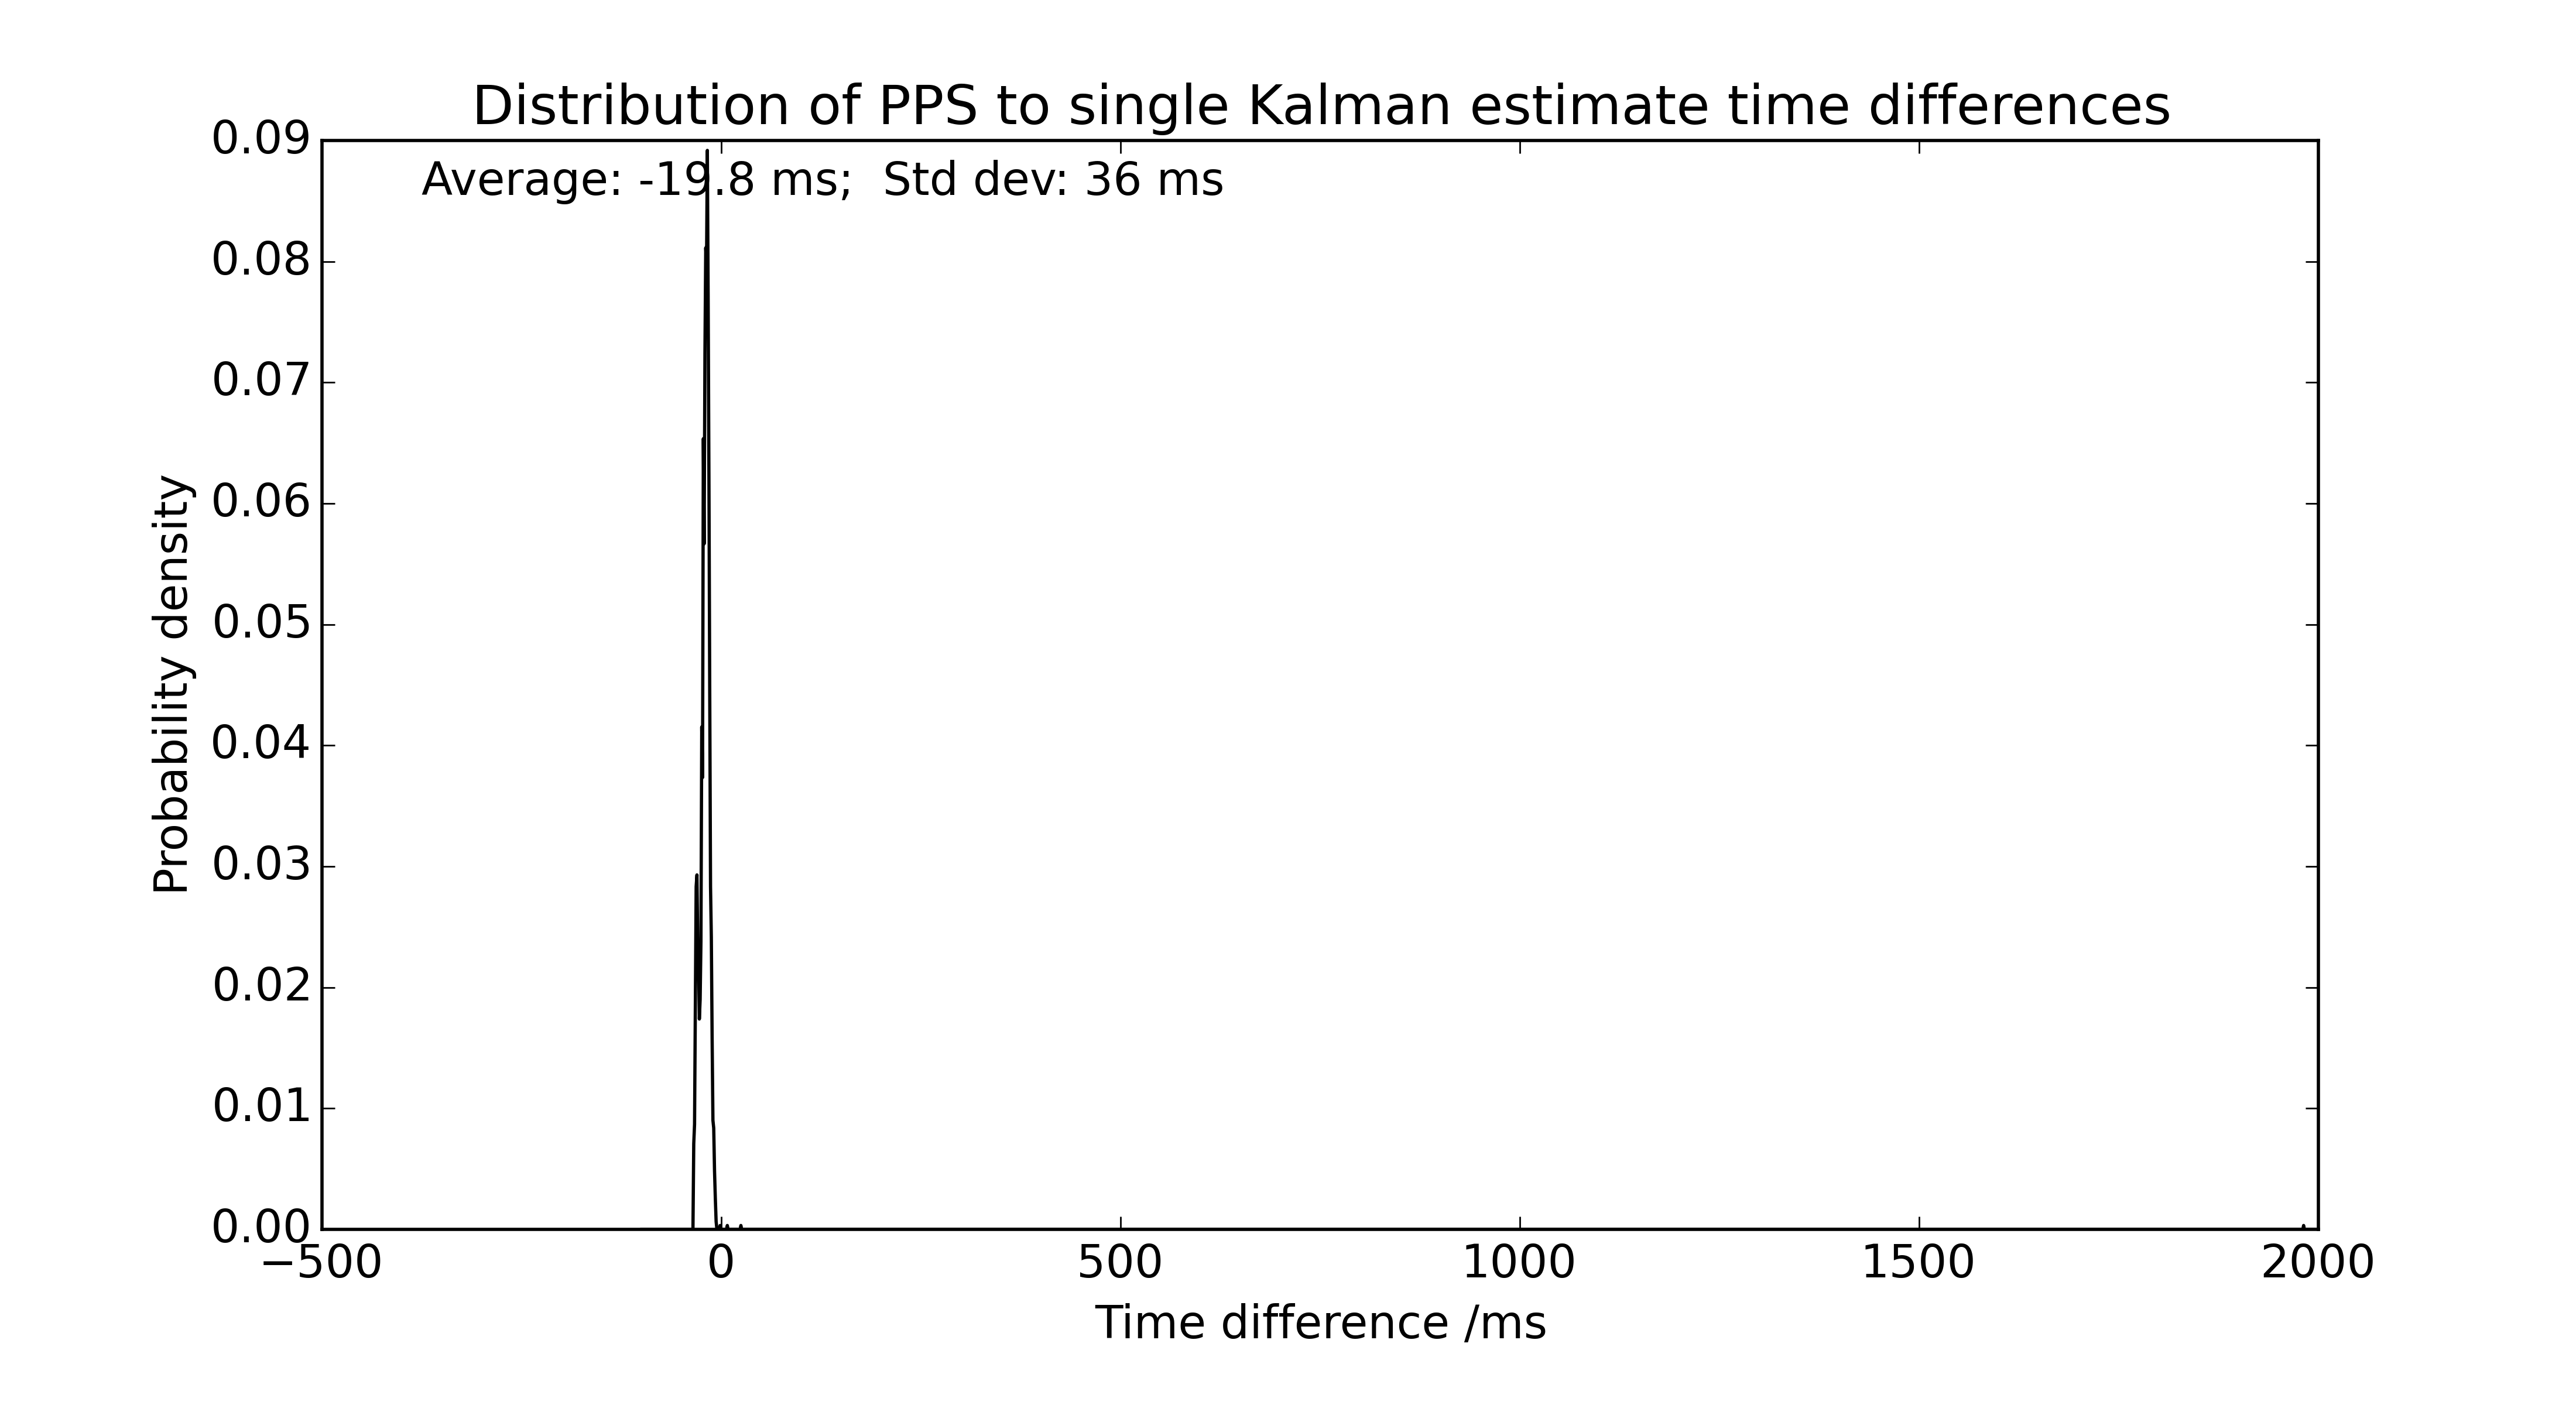 Distribution of PPS to single Kalman estimate time differences
Average: -19.8 ms;  Std dev: 36 ms
0.09
0.08
0.07
0.06
0.05
0.04
0.03
0.02
0.01
0.00
Probability density
−500 0 500 1000 1500 2000
Time difference /ms